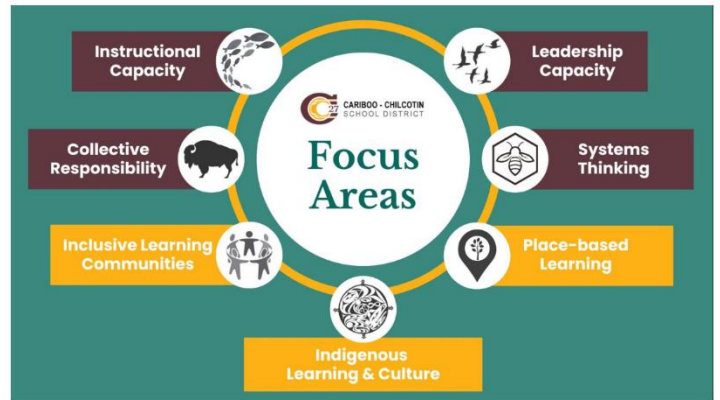 Instructional
Capacity
Leadership
Capacity
27
CARIBOO - CHILCOTIN
SCHOOL DISTRICT
Focus
Areas
Collective
Responsibility
Systems
Thinking
Inclusive Learning
Communities
Place-based
Learning
Indigenous
Learning & Culture